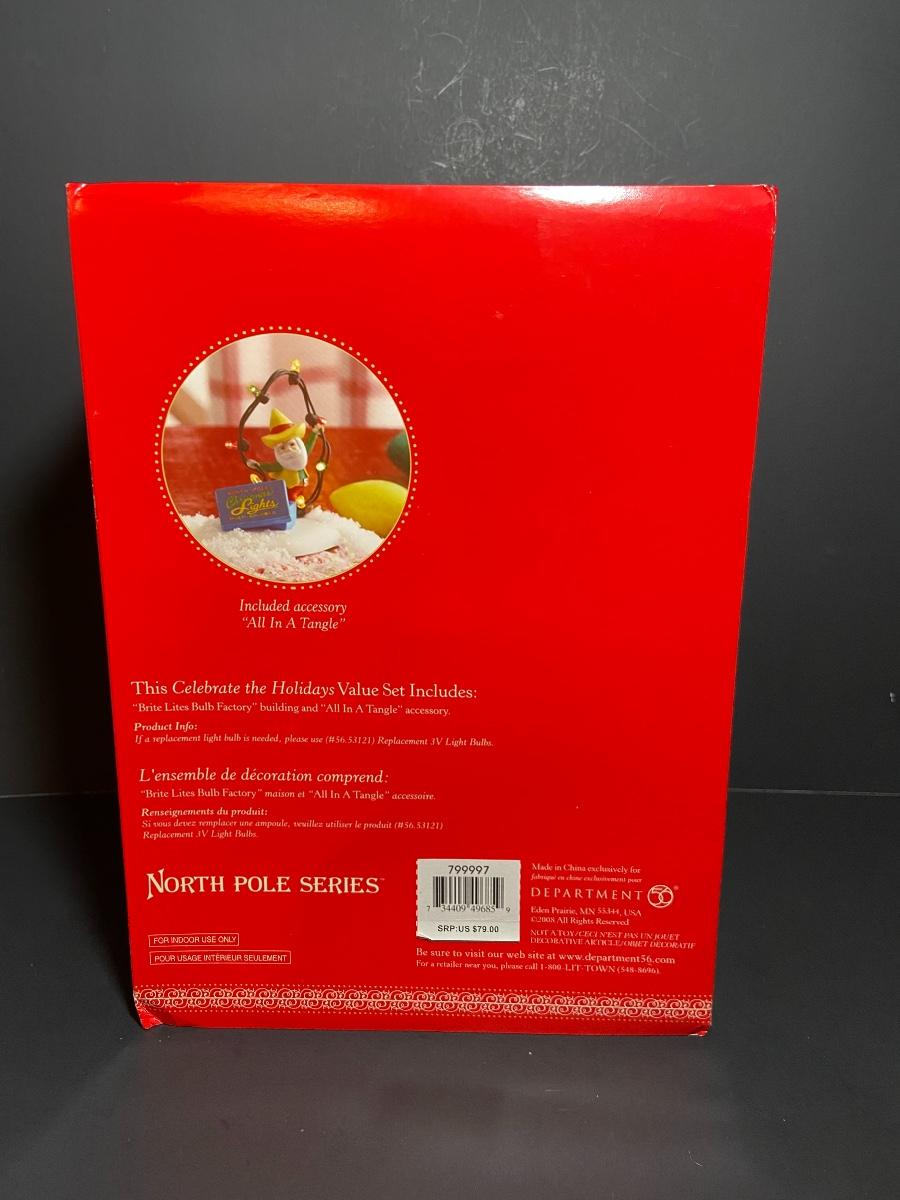 Christmas
Lights
Included accessory
“All In A Tangle”
This Celebrate the Holidays Value Set Includes:
“Brite Lites Bulb Factory” building and “All In A Tangle” accessory.
Product Info:
If a replacement light bulb is needed, please use (#56.53121) Replacement 3V Light Bulbs.
L'ensemble de décoration comprend:
“Brite Lites Bulb Factory” maison et “All In A Tangle” accessoire.
Renseignements du produit:
Si vous devez remplacer une ampoule, veuillez utiliser le produit (#56.53121)
Replacement 3V Light Bulbs.
NORTH POLE SERIES™
FOR INDOOR USE ONLY
POUR USAGE INTÉRIEUR SEULEMENT
799997
7 34409 49685 9
SRP:US $79.00
Made in China exclusively for
fabriqué en chine exclusivement pour
DEPARTMENT 56®
Eden Prairie, MN 55344, USA
©2008 All Rights Reserved
NOT A TOY/CECI N'EST PAS UN JOUET
DECORATIVE ARTICLE/OBJET DECORATIF
Be sure to visit our web site at www.department56.com
For a retailer near you, please call 1-800-LIT-TOWN (548-8696).